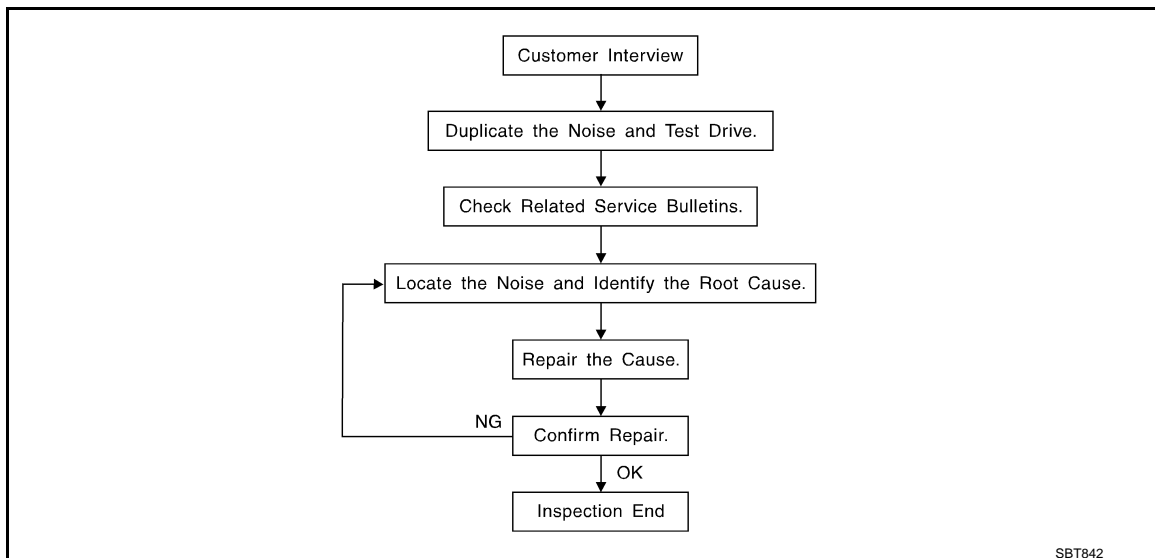 Customer Interview
Duplicate the Noise and Test Drive.
Check Related Service Bulletins.
Locate the Noise and Identify the Root Cause.
Repair the Cause.
NG
Confirm Repair.
OK
Inspection End
SBT842